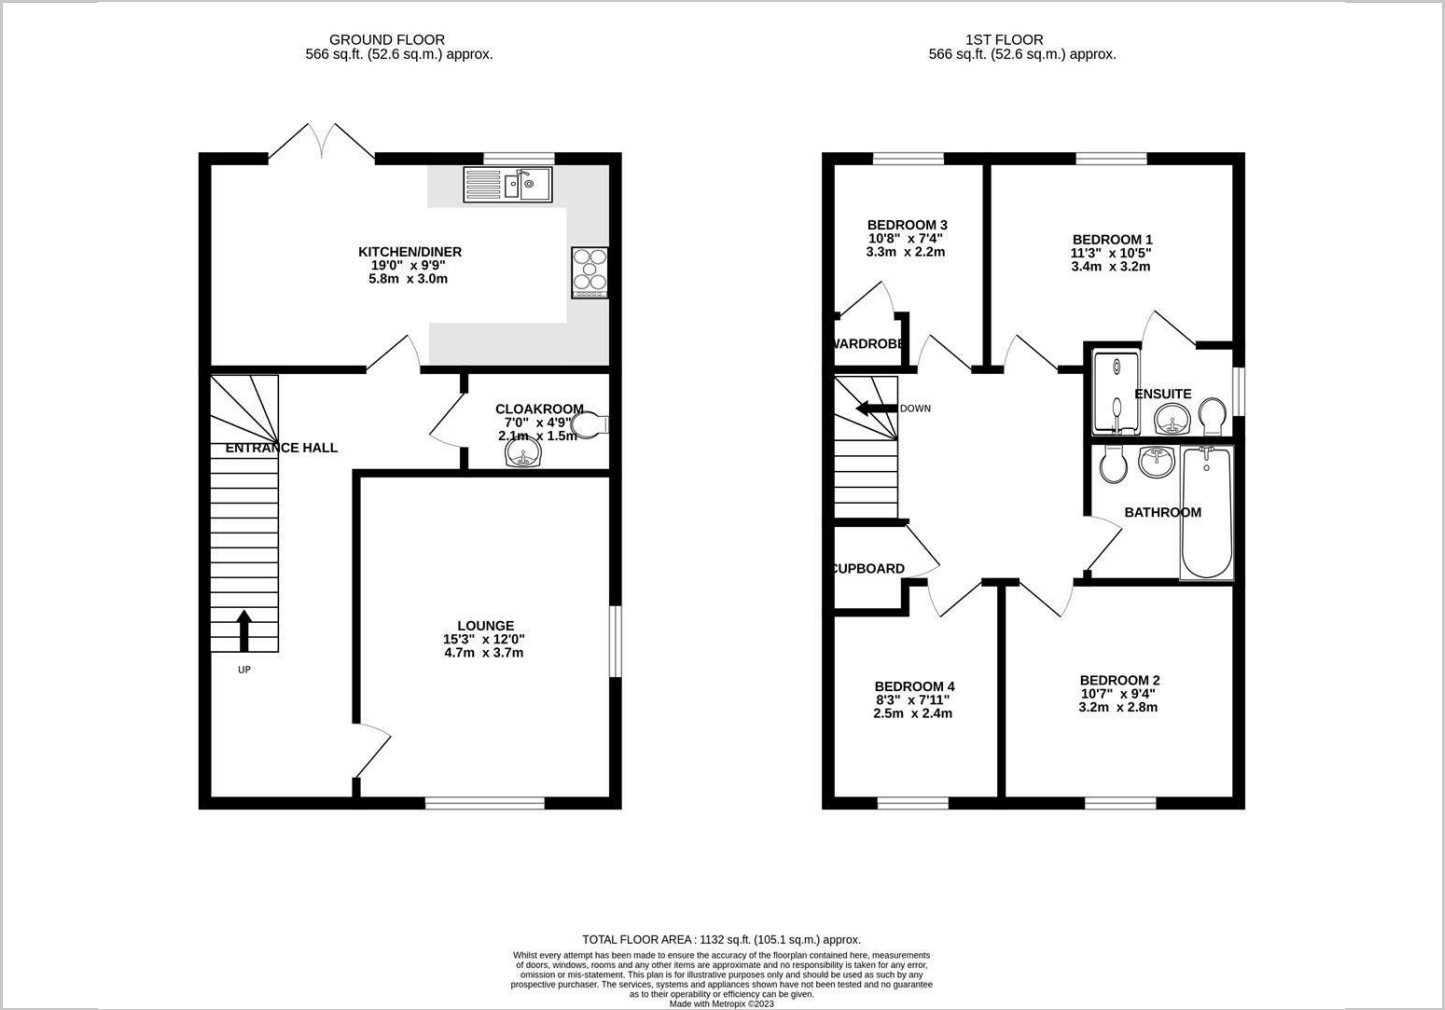 GROUND FLOOR
566 sq.ft. (52.6 sq.m.) approx.
KITCHEN/DINER
19'0" x 9'9"
5.8m x 3.0m
CLOAKROOM
7'0" x 4'9"
2.1m x 1.5m
ENTRANCE HALL
LOUNGE
15'3" x 12'0"
4.7m x 3.7m
UP
1ST FLOOR
566 sq.ft. (52.6 sq.m.) approx.
BEDROOM 3
10'8" x 7'4"
3.3m x 2.2m
BEDROOM 1
11'3" x 10'5"
3.4m x 3.2m
WARDROBE
ENSUITE
DOWN
BATHROOM
CUPBOARD
BEDROOM 4
8'3" x 7'11"
2.5m x 2.4m
BEDROOM 2
10'7" x 9'4"
3.2m x 2.8m
TOTAL FLOOR AREA : 1132 sq.ft. (105.1 sq.m.) approx.
Whilst every attempt has been made to ensure the accuracy of the floorplan contained here, measurements
of doors, windows, rooms and any other items are approximate and no responsibility is taken for any error,
omission or mis-statement. This plan is for illustrative purposes only and should be used as such by any
prospective purchaser. The services, systems and appliances shown have not been tested and no guarantee
as to their operability or efficiency can be given.
Made with Metropix ©2023